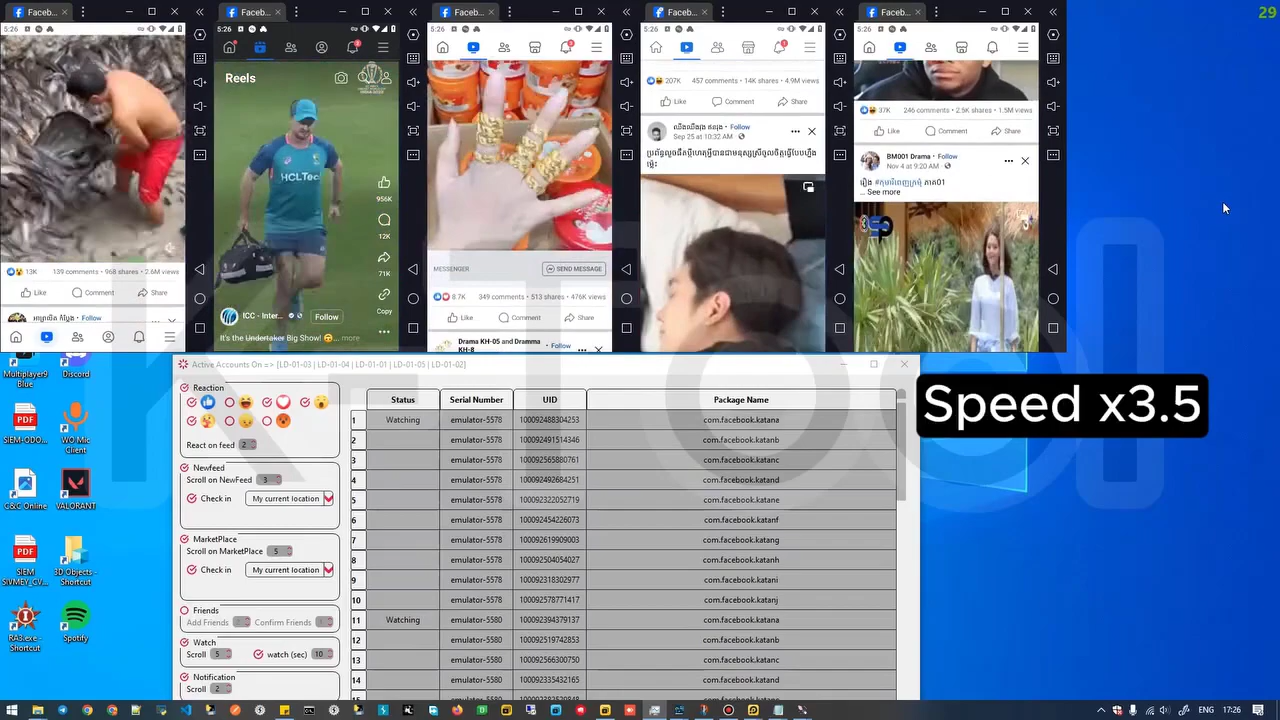 Faceb...
Faceb...
Faceb...
Faceb...
Faceb...
29
5:26
5:26
5:26
5:26
5:26
13K
139 comments • 968 shares • 2.6M views
Like
Comment
Share
Follow
Reels
HCLTec
956K
12K
71K
Copy
ICC - Inter...
Follow
It's the Undertaker Big Show! ... more
MESSENGER
SEND MESSAGE
8.7K
349 comments • 513 shares • 476K views
Like
Comment
Share
Drama KH-05 and Dramma
KH-8
Follow
207K
457 comments • 14K shares • 4.9M views
Like
Comment
Share
Follow
Sep 25 at 10:32 AM
37K
246 comments • 2.5K shares • 1.5M views
Like
Comment
Share
BM001 Drama • Follow
Nov 4 at 9:20 AM
... See more
Multiplayer9
Blue
Discord
SIEM-ODO...
WO Mic
Client
C&C Online
VALORANT
SIEM
SIVMEY_CV...
3D Objects -
Shortcut
RA3.exe -
Shortcut
Spotify
Active Accounts On => [LD-01-03 | LD-01-04 | LD-01-01 | LD-01-05 | LD-01-02]
Reaction
React on feed 2
Newfeed
Scroll on NewFeed 3
Check in My current location
MarketPlace
Scroll on MarketPlace 5
Check in My current location
Friends
Add Friends
Confirm Friends
Watch
Scroll 5 watch (sec) 10
Notification
Scroll 2
Status Serial Number UID Package Name
1 Watching emulator-5578 100092488304253 com.facebook.katana
2 emulator-5578 100092491514346 com.facebook.katanb
3 emulator-5578 100092565880761 com.facebook.katanc
4 emulator-5578 100092492684251 com.facebook.katand
5 emulator-5578 100092322052719 com.facebook.katane
6 emulator-5578 100092454226073 com.facebook.katanf
7 emulator-5578 100092619909003 com.facebook.katang
8 emulator-5578 100092504054027 com.facebook.katanh
9 emulator-5578 100092318302977 com.facebook.katani
10 emulator-5578 100092578771417 com.facebook.katanj
11 Watching emulator-5580 100092394379137 com.facebook.katana
12 emulator-5580 100092519742853 com.facebook.katanb
13 emulator-5580 100092566300750 com.facebook.katanc
14 emulator-5580 100092335432165 com.facebook.katand
Speed x3.5
ENG 17:26